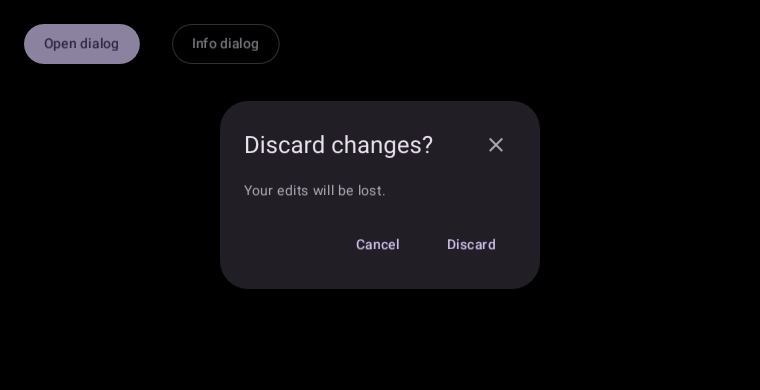 Open dialog
Info dialog
Discard changes?
Your edits will be lost.
Cancel
Discard